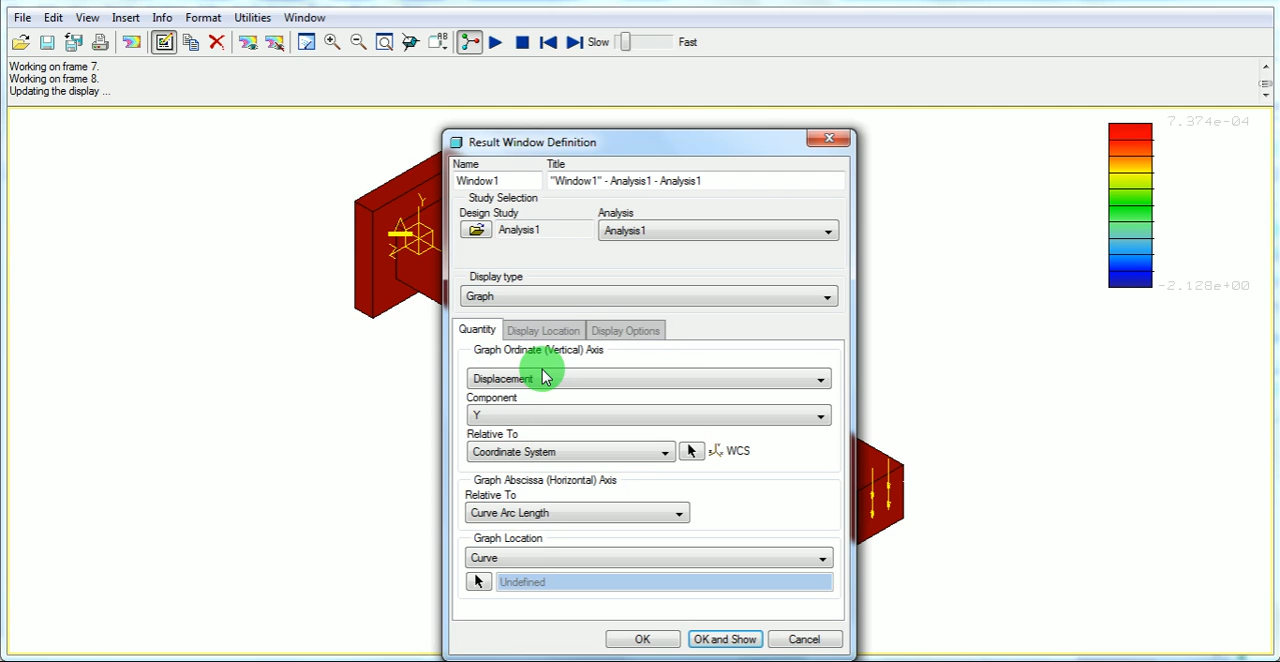 File Edit View Insert Info Format Utilities Window
Slow Fast
Working on frame 7.
Working on frame 8.
Updating the display ...
7.374e-04
-2.128e+00
Y
Result Window Definition
Name Title
Window1 "Window1" - Analysis1 - Analysis1
Study Selection
Design Study Analysis
Analysis1 Analysis1
Display type
Graph
Quantity Display Location Display Options
Graph Ordinate (Vertical) Axis
Displacement
Component
Y
Relative To
Coordinate System WCS
Graph Abscissa (Horizontal) Axis
Relative To
Curve Arc Length
Graph Location
Curve
Undefined
OK OK and Show Cancel